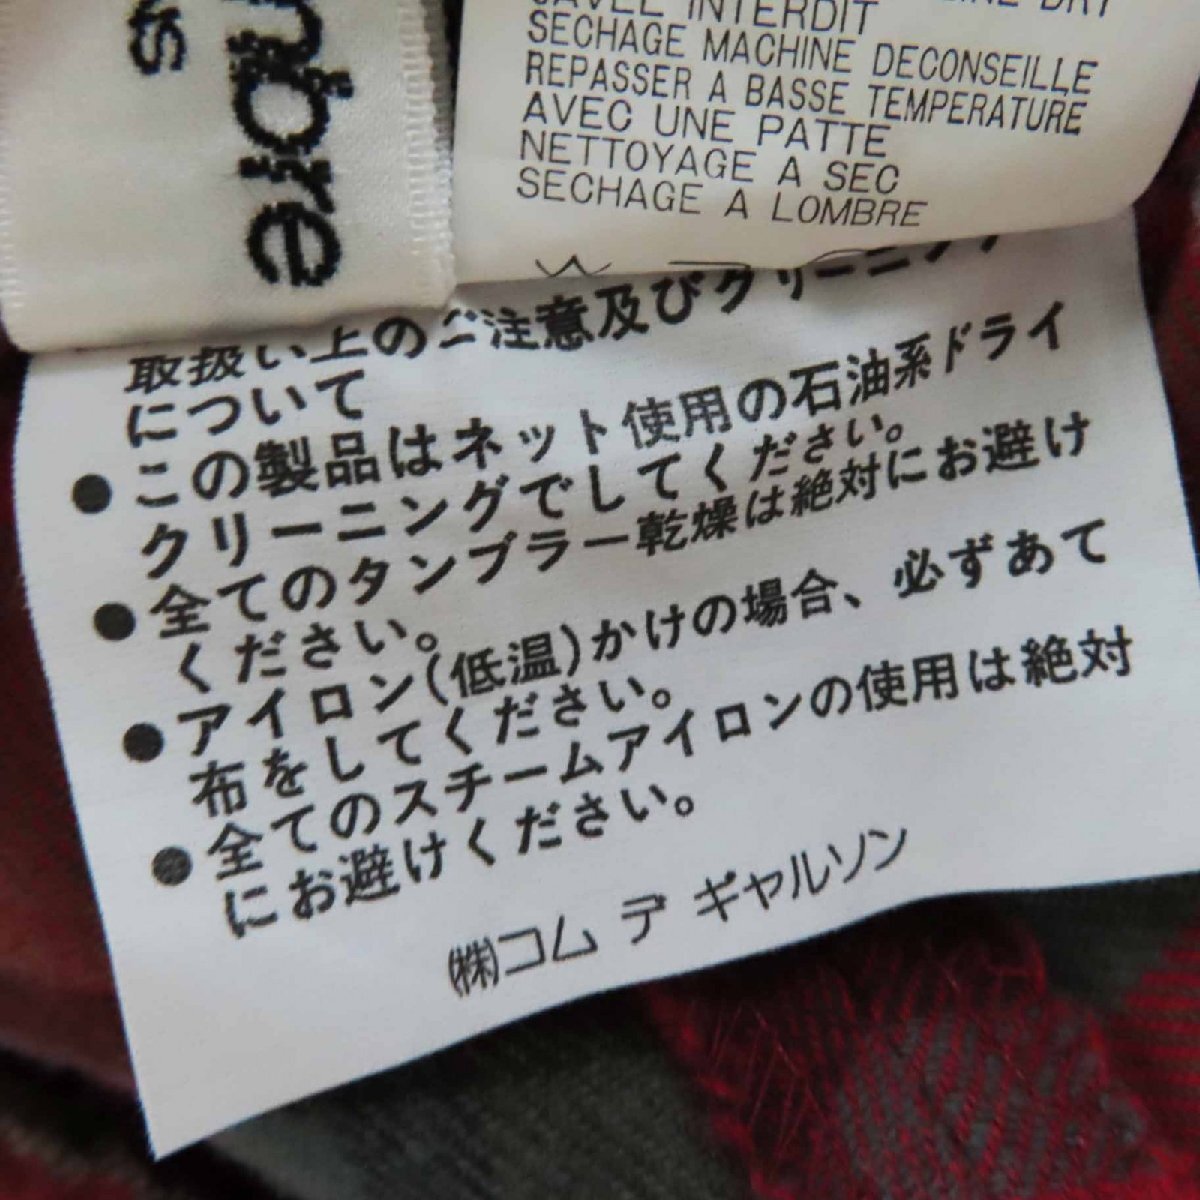 INTERDIT
SECHAGE MACHINE DECONSEILLE
REPASSER A BASSE TEMPERATURE
AVEC UNE PATTE
NETTOYAGE A SEC
SECHAGE A LOMBRE
取扱い上のご注意及びクリーニング
について
●この製品はネット使用の石油系ドライ
クリーニングでしてください。
●全てのタンブラー乾燥は絶対にお避け
ください。
●アイロン(低温)かけの場合、必ずあて
布をしてください。
●全てのスチームアイロンの使用は絶対
にお避けください。
㈱コム デ ギャルソン